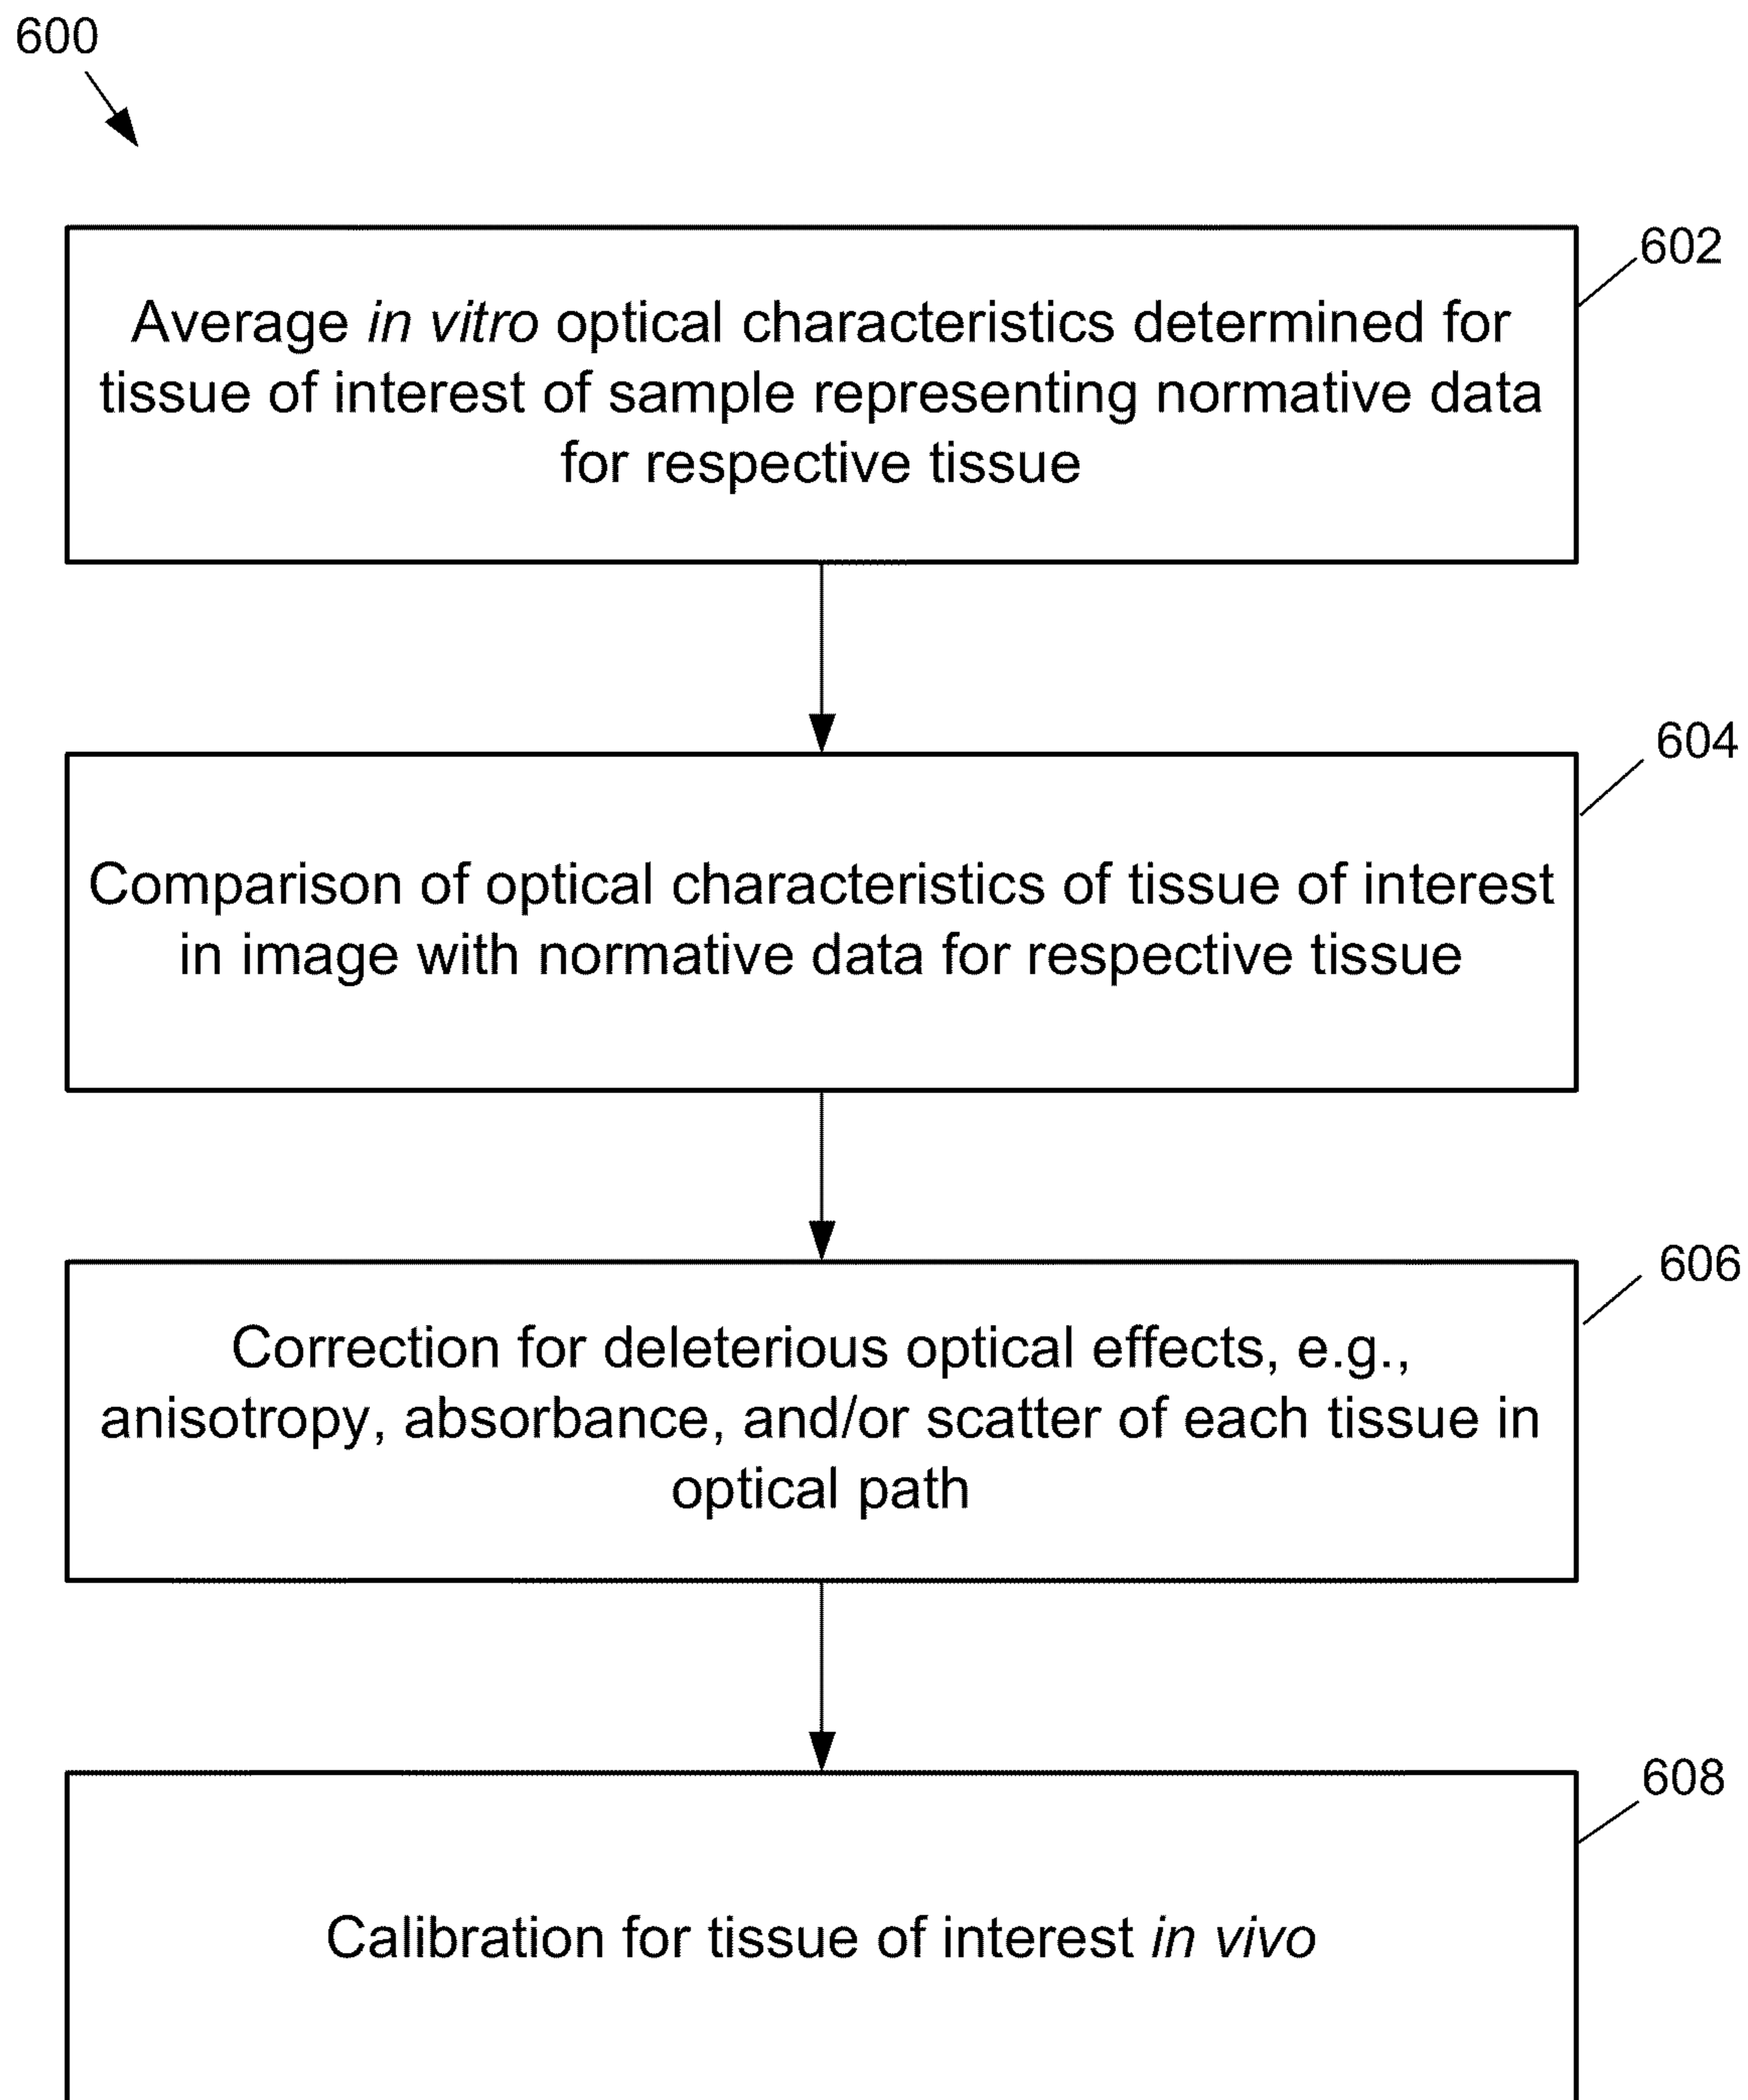 600
602
Average in vitro optical characteristics determined for
tissue of interest of sample representing normative data
for respective tissue
604
Comparison of optical characteristics of tissue of interest
in image with normative data for respective tissue
606
Correction for deleterious optical effects, e.g.,
anisotropy, absorbance, and/or scatter of each tissue in
optical path
608
Calibration for tissue of interest in vivo